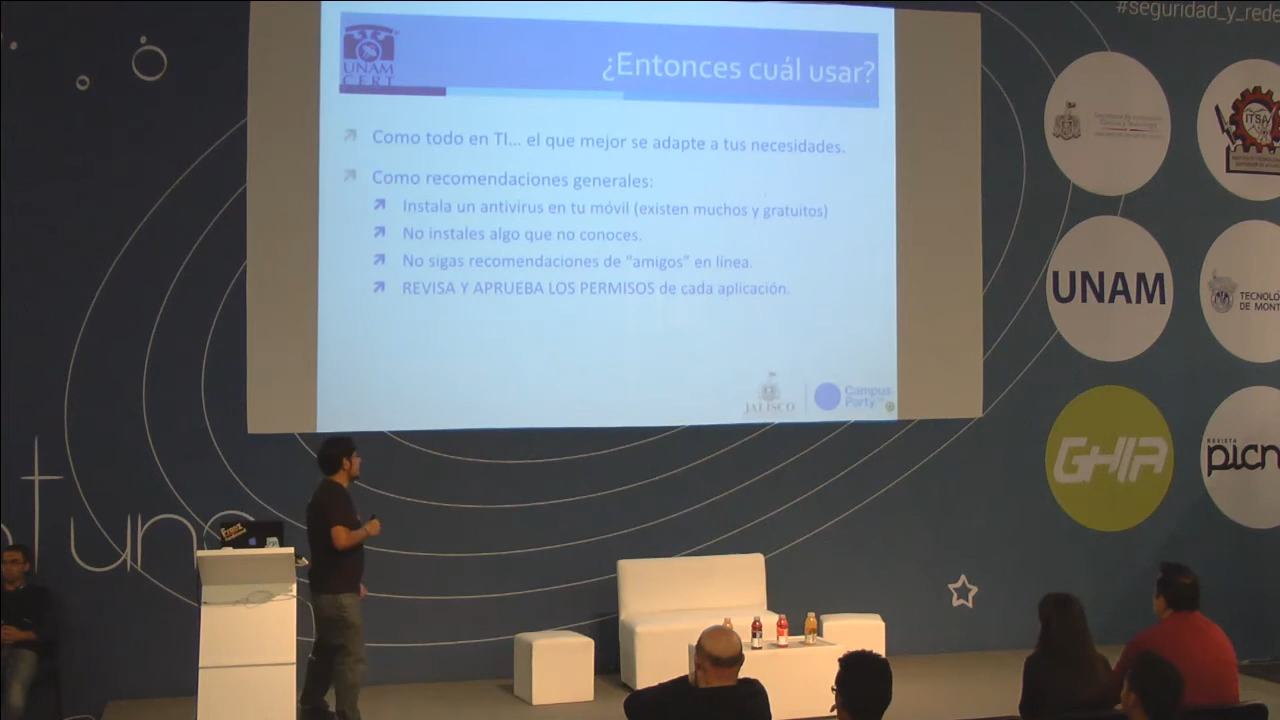 #seguridad_y_rede
UNAM
CERT
¿Entonces cuál usar?
Como todo en TI... el que mejor se adapte a tus necesidades.
Como recomendaciones generales:
Instala un antivirus en tu móvil (existen muchos y gratuitos)
No instales algo que no conoces.
No sigas recomendaciones de "amigos" en línea.
REVISA Y APRUEBA LOS PERMISOS de cada aplicación.
JALISCO
Campus
Party
ITSA
UNAM
TECNOLÓ
DE MONT
GHIA
REVISTA
picn
tun